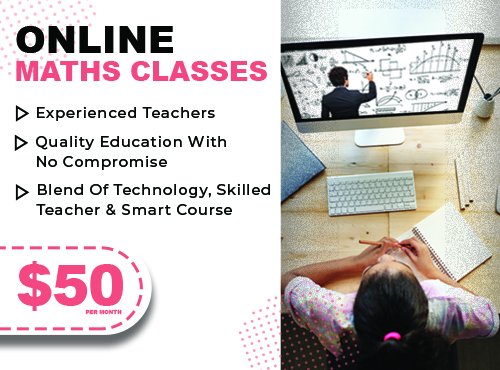 ONLINE
MATHS CLASSES
Experienced Teachers
Quality Education With
No Compromise
Blend Of Technology, Skilled
Teacher & Smart Course
$50
PER MONTH